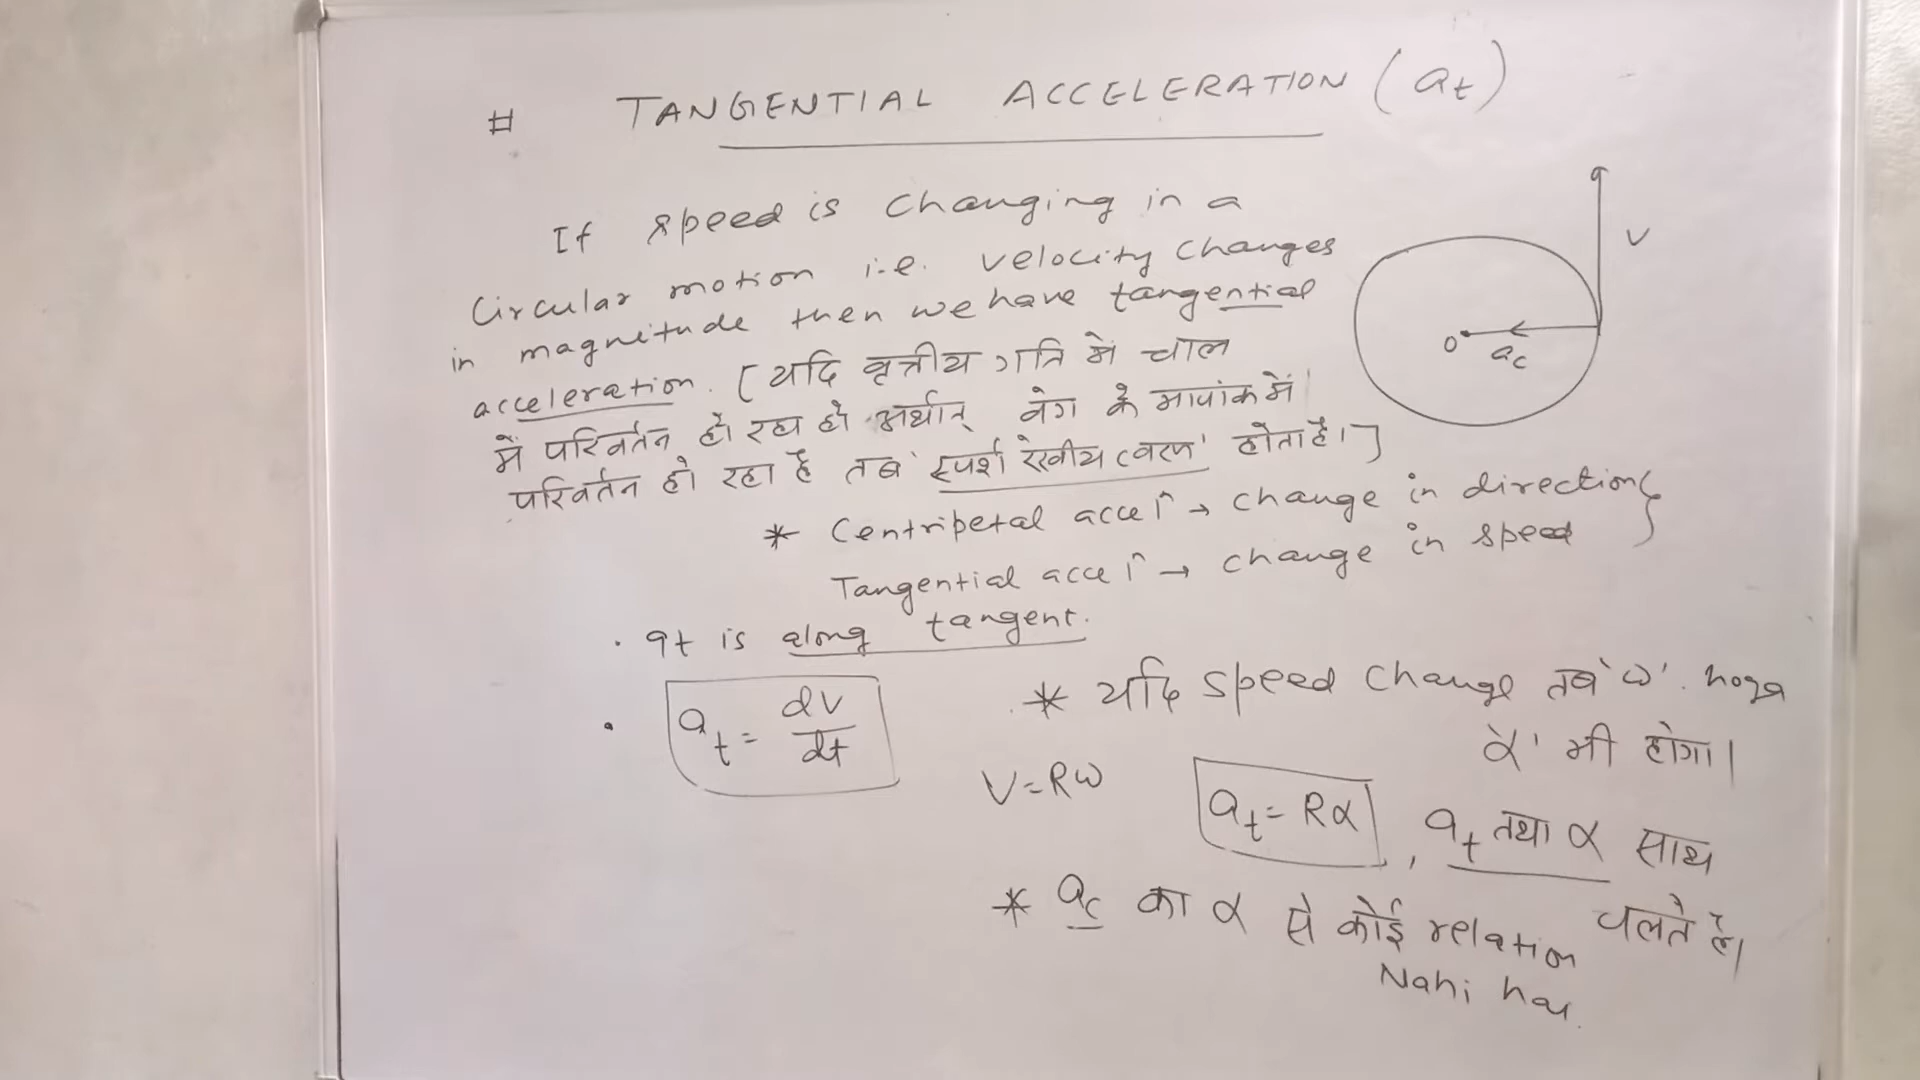 # TANGENTIAL ACCELERATION (at)
If speed is changing in a
Circular motion i.e. velocity changes
in magnitude then we have tangential
acceleration. [यदि वृत्तीय गति में चाल
में परिवर्तन हो रहा हो अर्थात् वेग के मापांक में
परिवर्तन हो रहा है तब 'स्पर्श रेखीय त्वरण' होता है।]
V
O
ac
* Centripetal accel^n → change in direction }
Tangential accel^n → change in speed
• at is along tangent.
• at = dv/dt
* यदि speed change तब 'ω' hoga
α' भी होगा।
V=Rω
at = Rα , at तथा α साथ
चलते है।
* ac का α से कोई relation
Nahi hai.